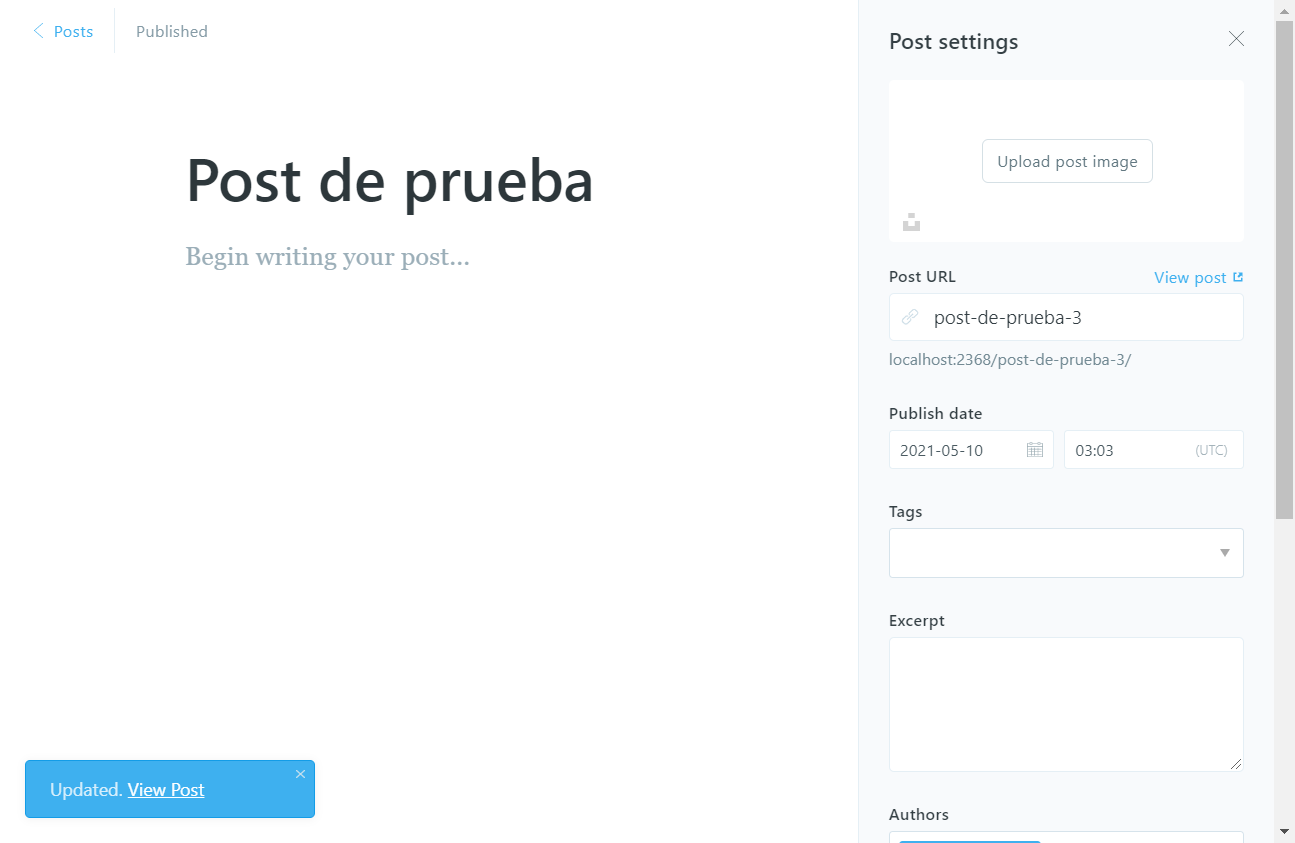 Posts
Published
Post de prueba
Begin writing your post...
Updated. View Post
Post settings
Upload post image
Post URL
View post
post-de-prueba-3
localhost:2368/post-de-prueba-3/
Publish date
2021-05-10
03:03 (UTC)
Tags
Excerpt
Authors